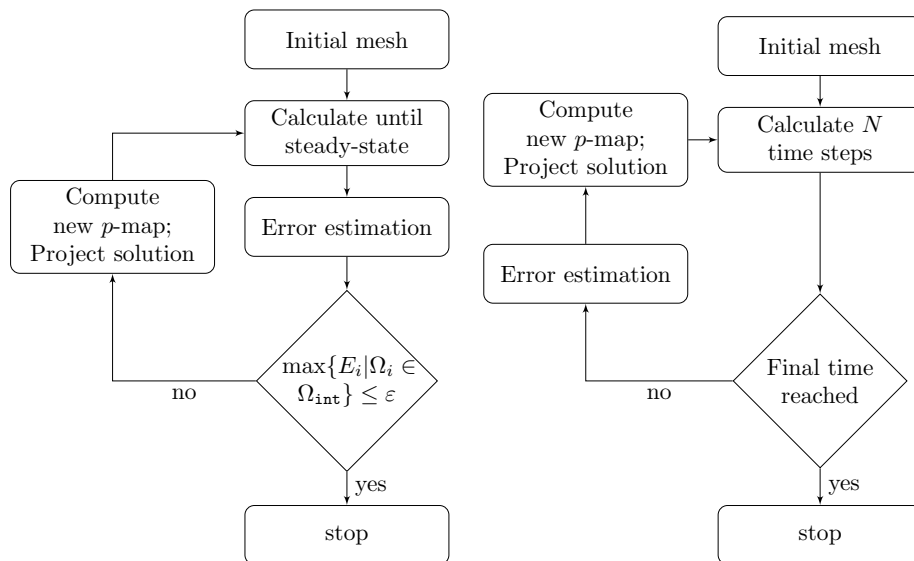 Initial mesh
Calculate until
steady-state
Compute
new p-map;
Project solution
Error estimation
max{E_i|Ω_i ∈
Ω_int} ≤ ε
no
yes
stop
Initial mesh
Compute
new p-map;
Project solution
Calculate N
time steps
Error estimation
Final time
reached
no
yes
stop